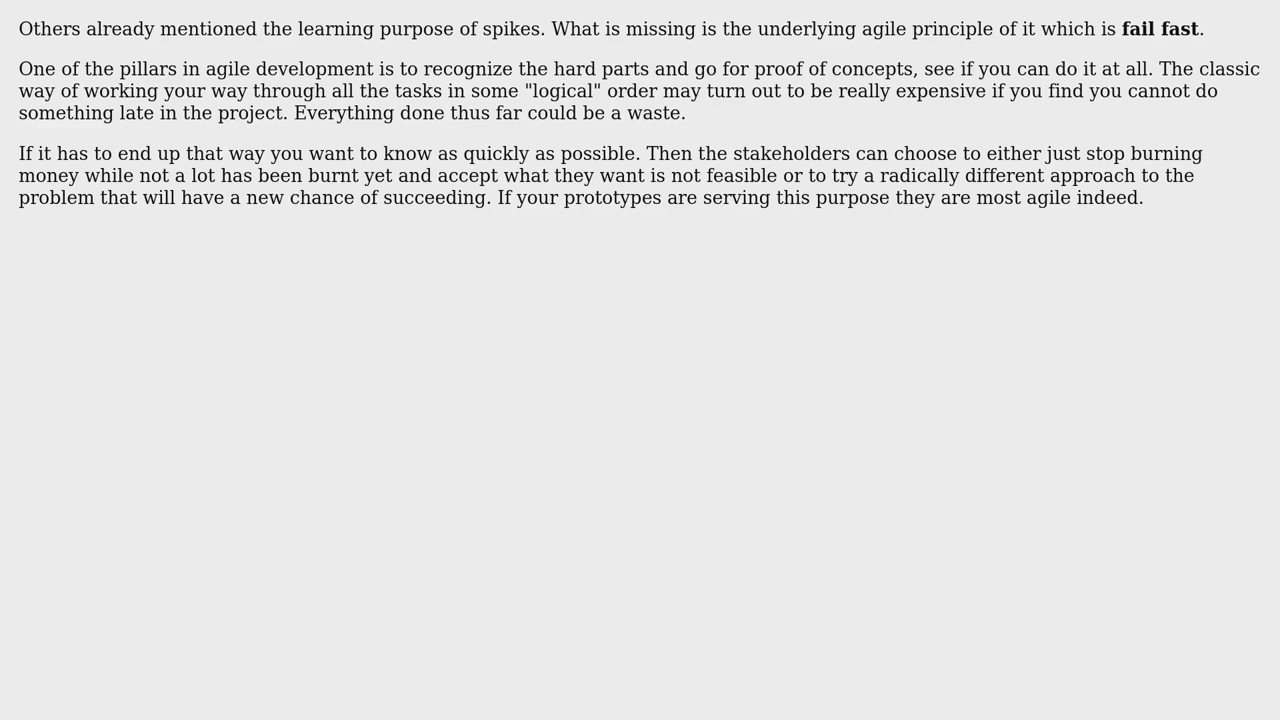 Others already mentioned the learning purpose of spikes. What is missing is the underlying agile principle of it which is fail fast.
One of the pillars in agile development is to recognize the hard parts and go for proof of concepts, see if you can do it at all. The classic
way of working your way through all the tasks in some "logical" order may turn out to be really expensive if you find you cannot do
something late in the project. Everything done thus far could be a waste.
If it has to end up that way you want to know as quickly as possible. Then the stakeholders can choose to either just stop burning
money while not a lot has been burnt yet and accept what they want is not feasible or to try a radically different approach to the
problem that will have a new chance of succeeding. If your prototypes are serving this purpose they are most agile indeed.